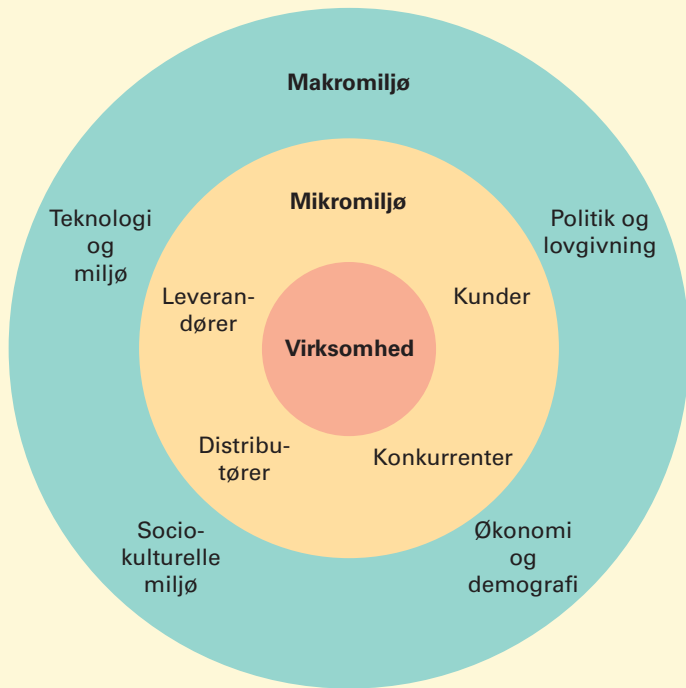 Makromiljø
Mikromiljø
Teknologi
og
miljø
Politik og
lovgivning
Leveran-
dører
Kunder
Virksomhed
Distribu-
tører
Konkurrenter
Socio-
kulturelle
miljø
Økonomi
og
demografi